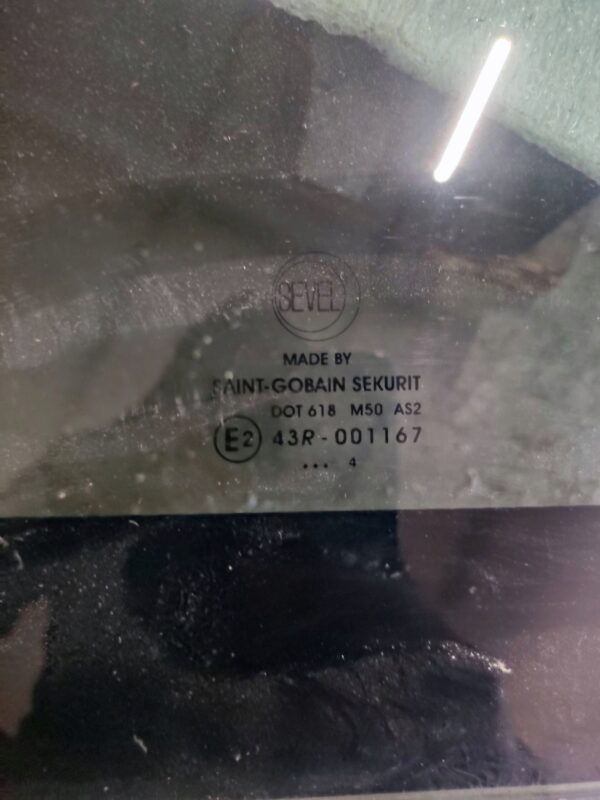 SEVEL
MADE BY
SAINT-GOBAIN SEKURIT
DOT 618 M50 AS2
E2 43R-001167
... 4